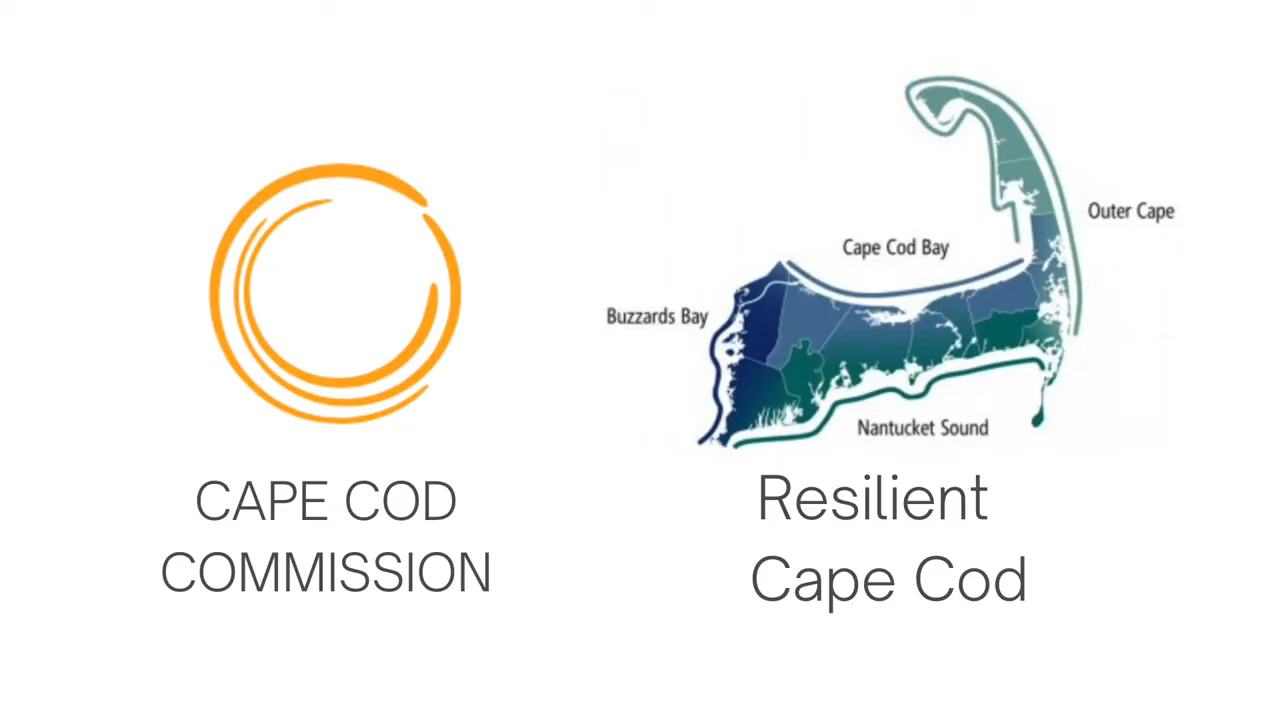 CAPE COD
COMMISSION
Outer Cape
Cape Cod Bay
Buzzards Bay
Nantucket Sound
Resilient
Cape Cod